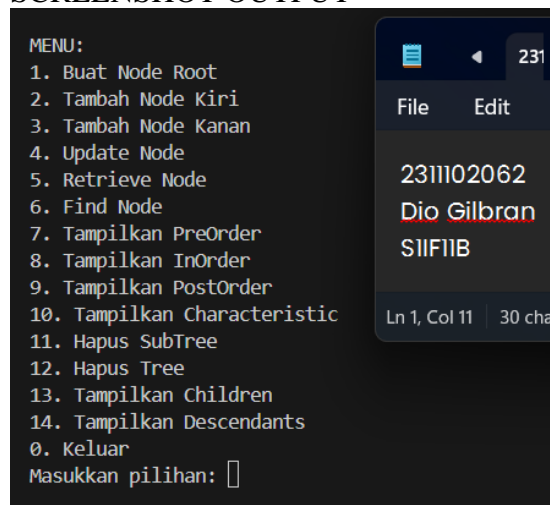 MENU:
1. Buat Node Root
2. Tambah Node Kiri
3. Tambah Node Kanan
4. Update Node
5. Retrieve Node
6. Find Node
7. Tampilkan PreOrder
8. Tampilkan InOrder
9. Tampilkan PostOrder
10. Tampilkan Characteristic
11. Hapus SubTree
12. Hapus Tree
13. Tampilkan Children
14. Tampilkan Descendants
0. Keluar
Masukkan pilihan:
231
File Edit
2311102062
Dio Gilbran
S1IF11B
Ln 1, Col 11 30 cha